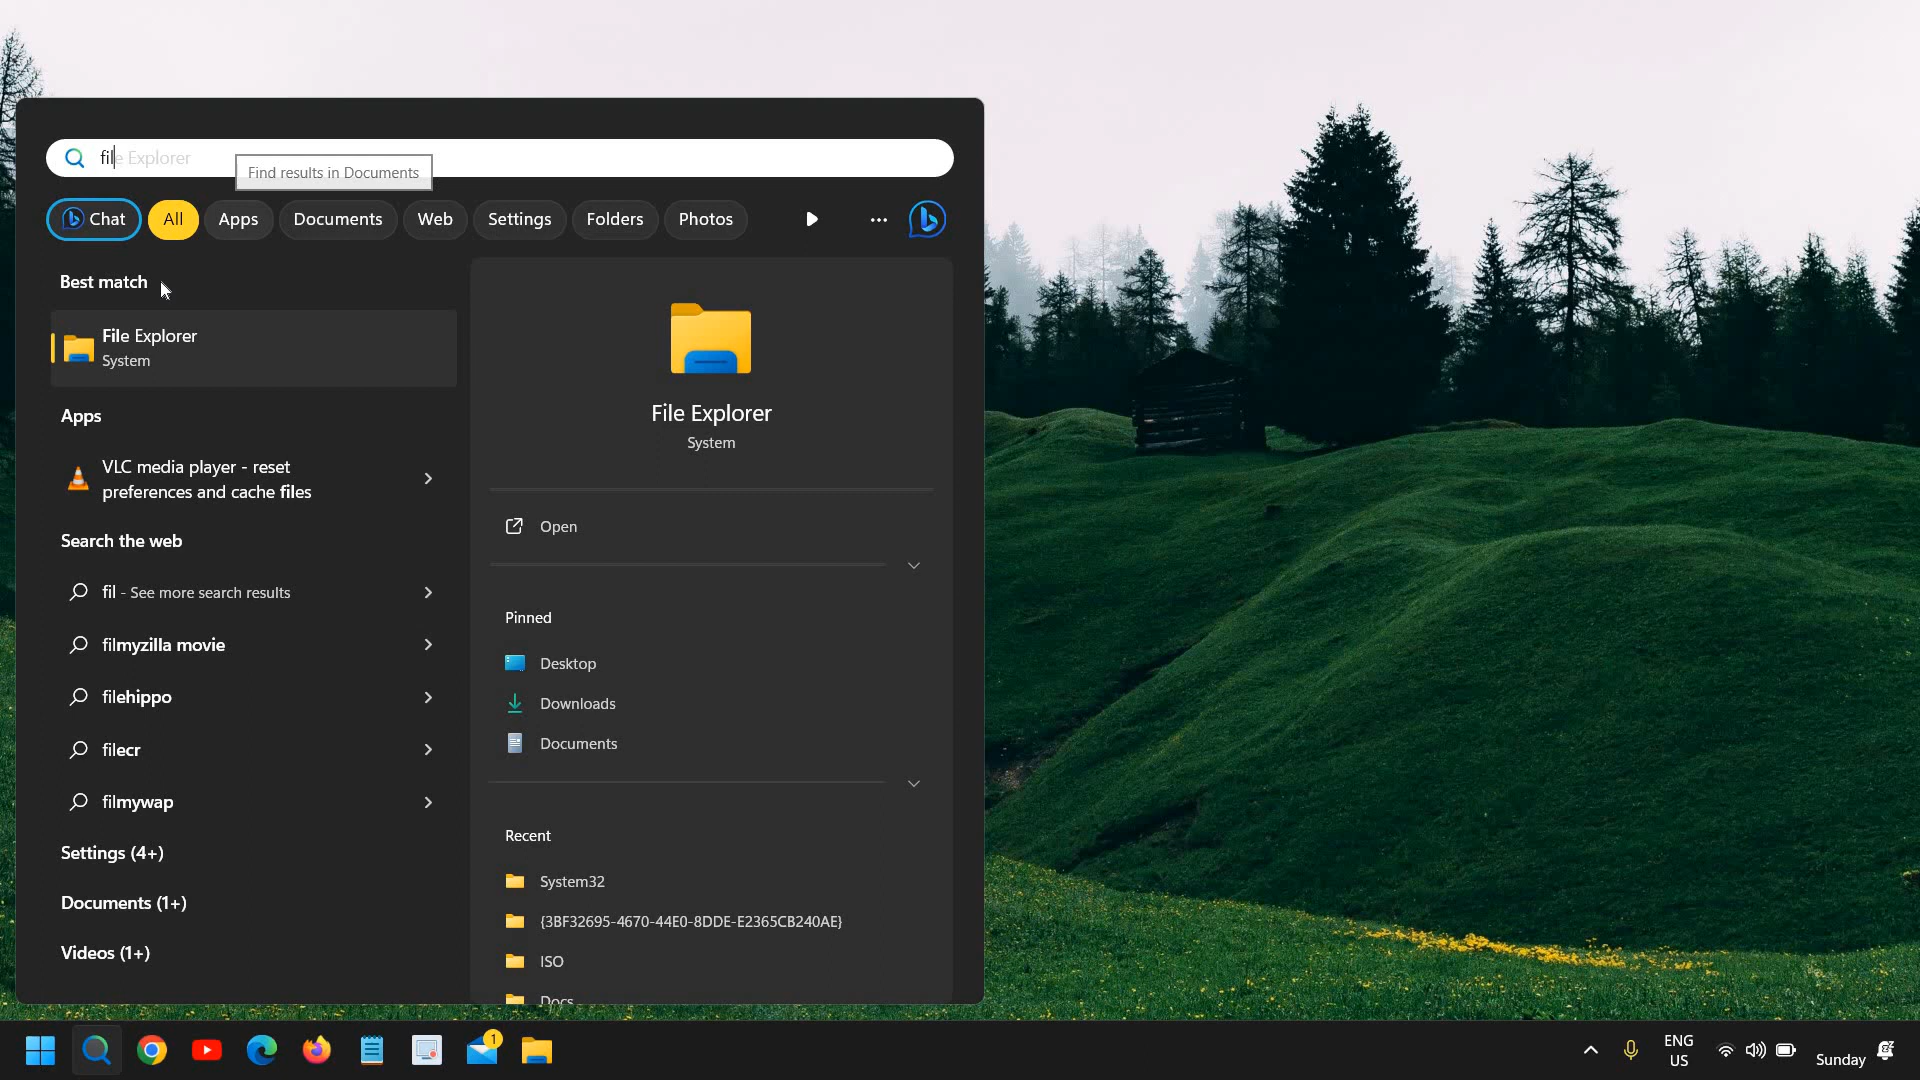 file Explorer
Find results in Documents
Chat
All
Apps
Documents
Web
Settings
Folders
Photos
Best match
File Explorer
System
Apps
VLC media player - reset
preferences and cache files
Search the web
fil - See more search results
filmyzilla movie
filehippo
filecr
filmywap
Settings (4+)
Documents (1+)
Videos (1+)
File Explorer
System
Open
Pinned
Desktop
Downloads
Documents
Recent
System32
{3BF32695-4670-44E0-8DDE-E2365CB240AE}
ISO
Docs
1
ENG
US
Sunday